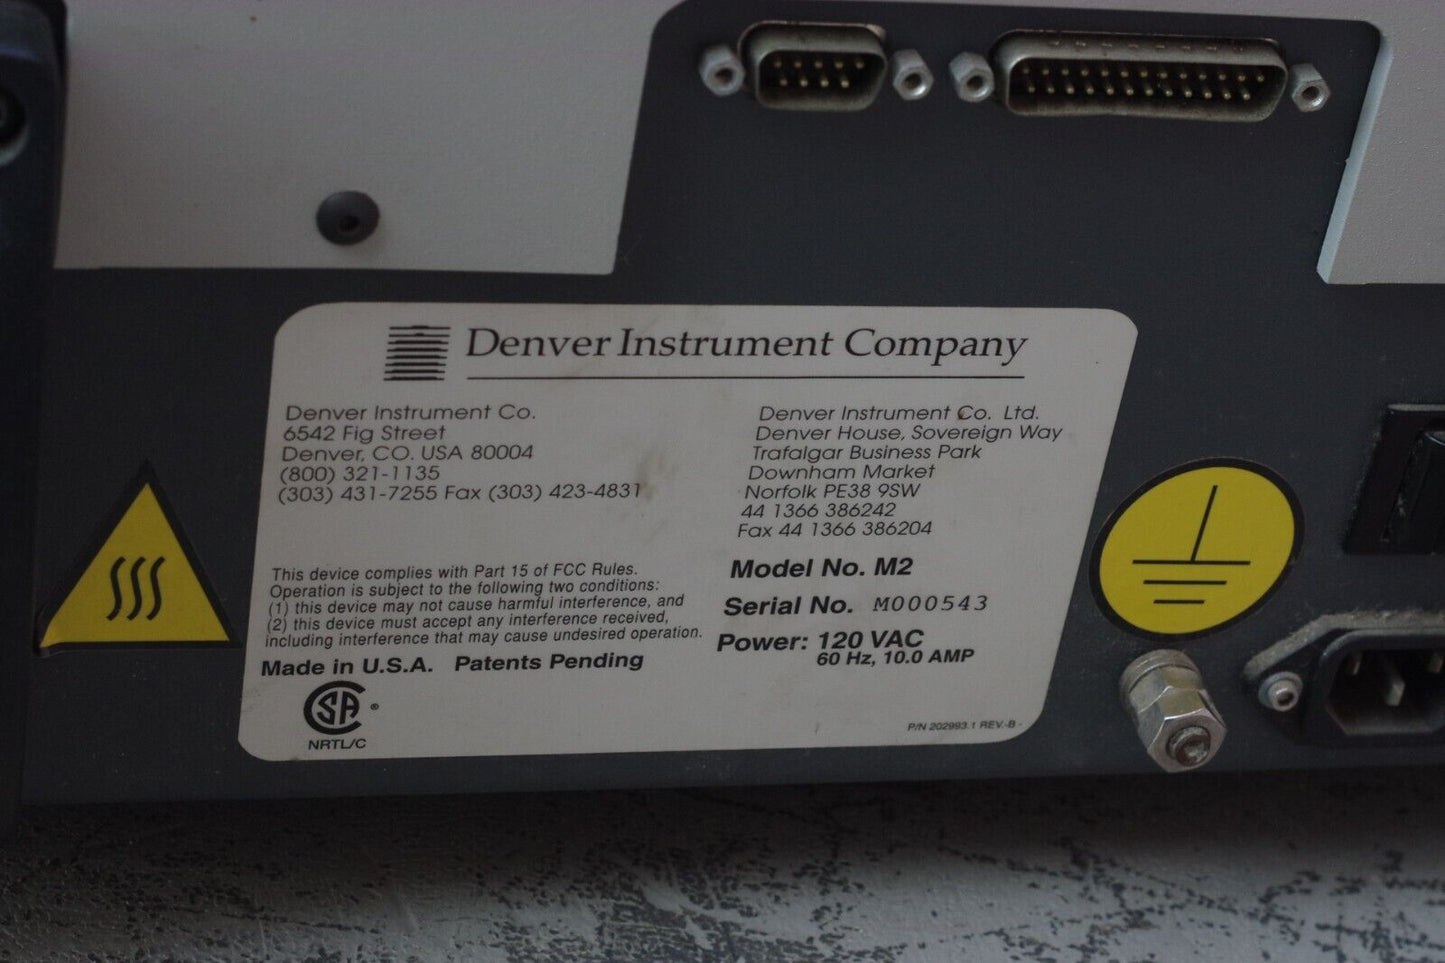 Denver Instrument Company
Denver Instrument Co.
6542 Fig Street
Denver, CO. USA 80004
(800) 321-1135
(303) 431-7255 Fax (303) 423-4831
Denver Instrument Co. Ltd.
Denver House, Sovereign Way
Trafalgar Business Park
Downham Market
Norfolk PE38 9SW
44 1366 386242
Fax 44 1366 386204
This device complies with Part 15 of FCC Rules.
Operation is subject to the following two conditions:
(1) this device may not cause harmful interference, and
(2) this device must accept any interference received,
including interference that may cause undesired operation.
Made in U.S.A. Patents Pending
Model No. M2
Serial No. M000543
Power: 120 VAC
60 Hz, 10.0 AMP
CSA ®
NRTL/C
P/N 202993.1 REV.-B -